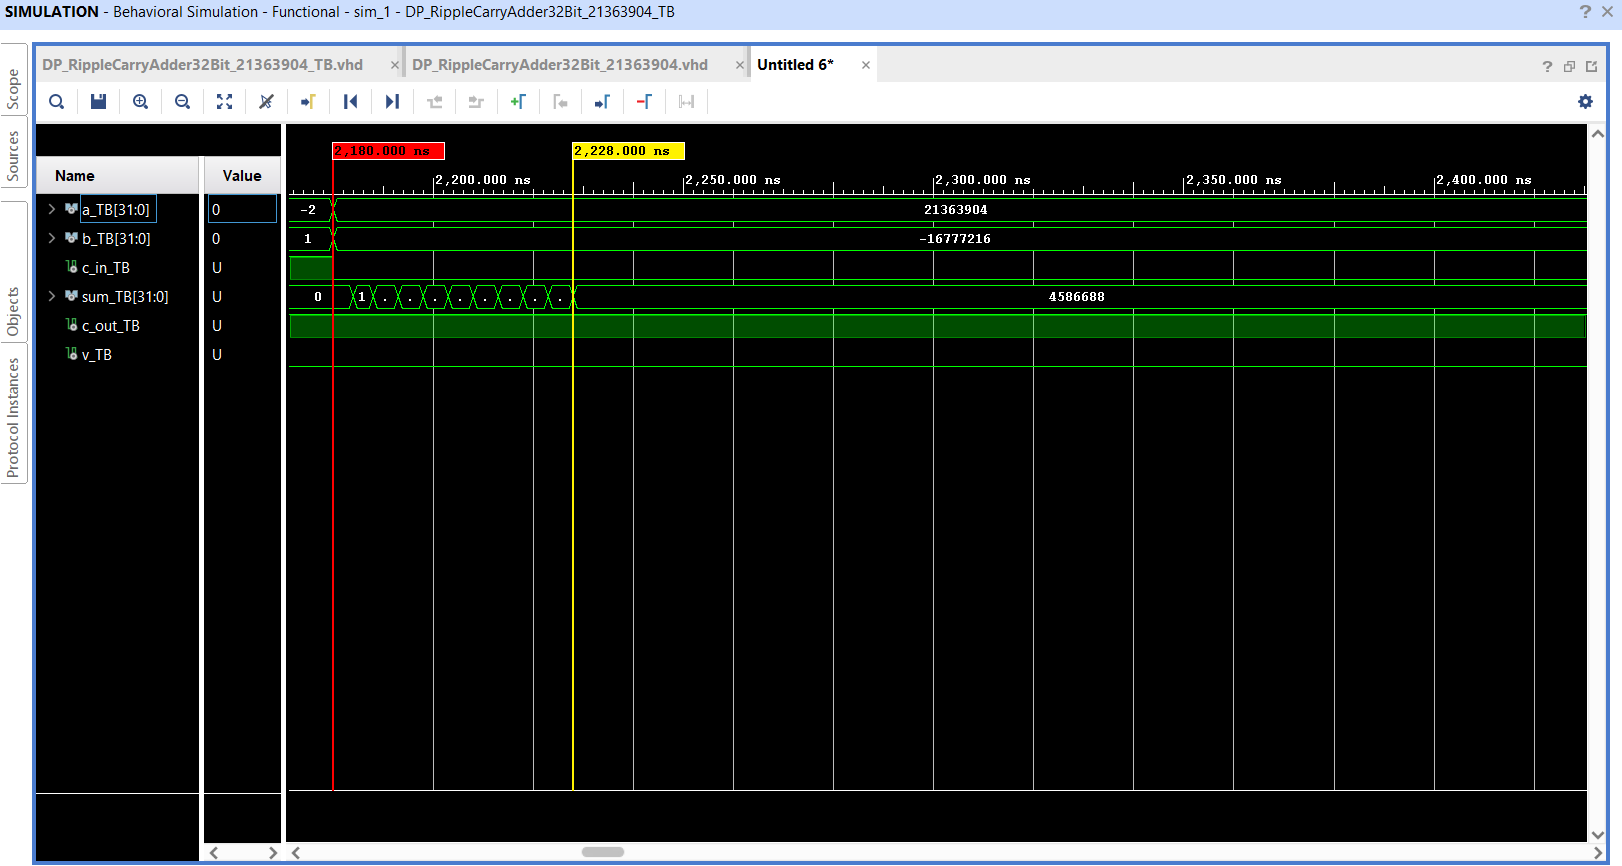 SIMULATION - Behavioral Simulation - Functional - sim_1 - DP_RippleCarryAdder32Bit_21363904_TB
? ×
Scope
Sources
Objects
Protocol Instances
DP_RippleCarryAdder32Bit_21363904_TB.vhd ×
DP_RippleCarryAdder32Bit_21363904.vhd ×
Untitled 6* ×
?
Name Value
2,180.000 ns 2,228.000 ns
2,200.000 ns 2,250.000 ns 2,300.000 ns 2,350.000 ns 2,400.000 ns
a_TB[31:0] 0 -2 21363904
b_TB[31:0] 0 1 -16777216
c_in_TB U
sum_TB[31:0] U 0 1 . . . . . . . . 4586688
c_out_TB U
v_TB U